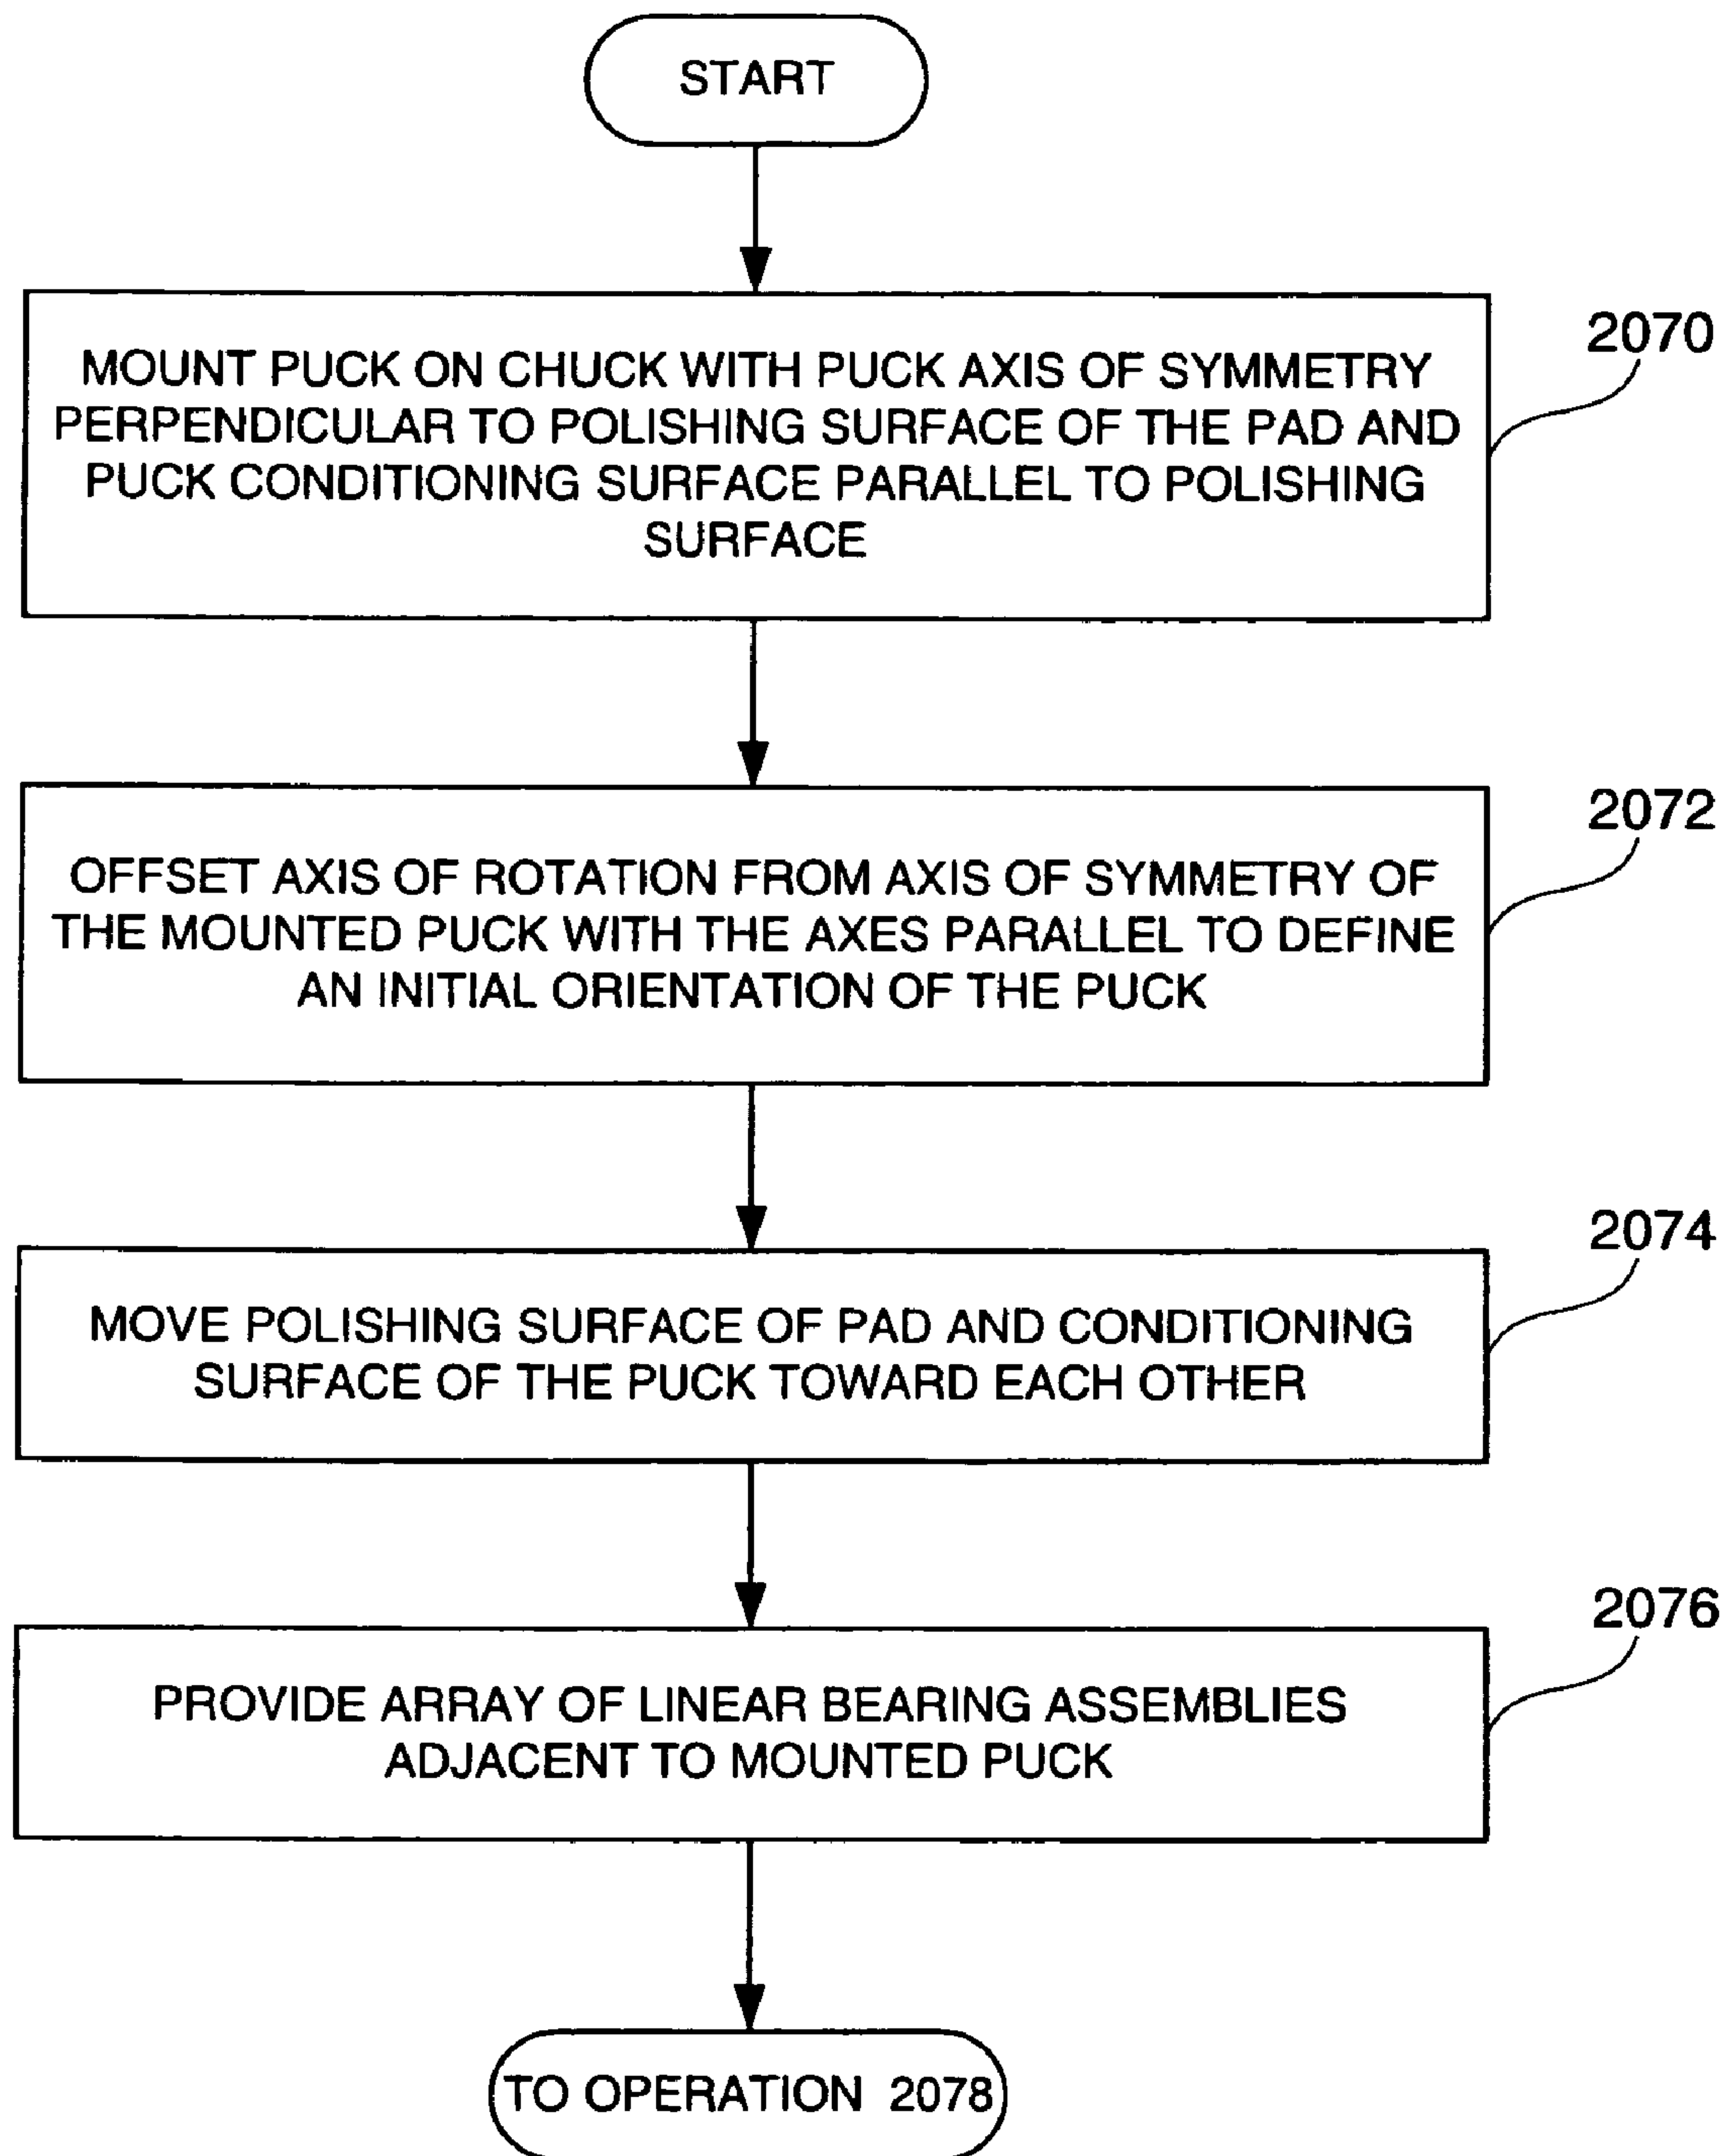 START
2070
MOUNT PUCK ON CHUCK WITH PUCK AXIS OF SYMMETRY
PERPENDICULAR TO POLISHING SURFACE OF THE PAD AND
PUCK CONDITIONING SURFACE PARALLEL TO POLISHING
SURFACE
2072
OFFSET AXIS OF ROTATION FROM AXIS OF SYMMETRY OF
THE MOUNTED PUCK WITH THE AXES PARALLEL TO DEFINE
AN INITIAL ORIENTATION OF THE PUCK
2074
MOVE POLISHING SURFACE OF PAD AND CONDITIONING
SURFACE OF THE PUCK TOWARD EACH OTHER
2076
PROVIDE ARRAY OF LINEAR BEARING ASSEMBLIES
ADJACENT TO MOUNTED PUCK
TO OPERATION 2078